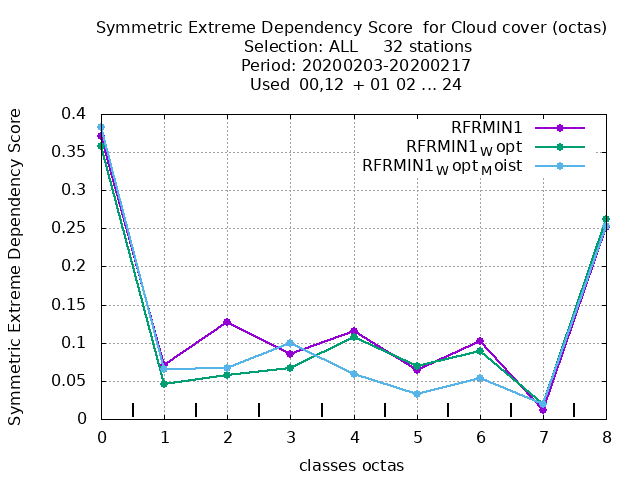 Symmetric Extreme Dependency Score  for Cloud cover (octas)
Selection: ALL     32 stations
Period: 20200203-20200217
Used  00,12  + 01 02 ... 24
Symmetric Extreme Dependency Score
0.4
0.35
0.3
0.25
0.2
0.15
0.1
0.05
0
RFRMIN1
RFRMIN1Wopt
RFRMIN1WoptMoist
0 1 2 3 4 5 6 7 8
classes octas